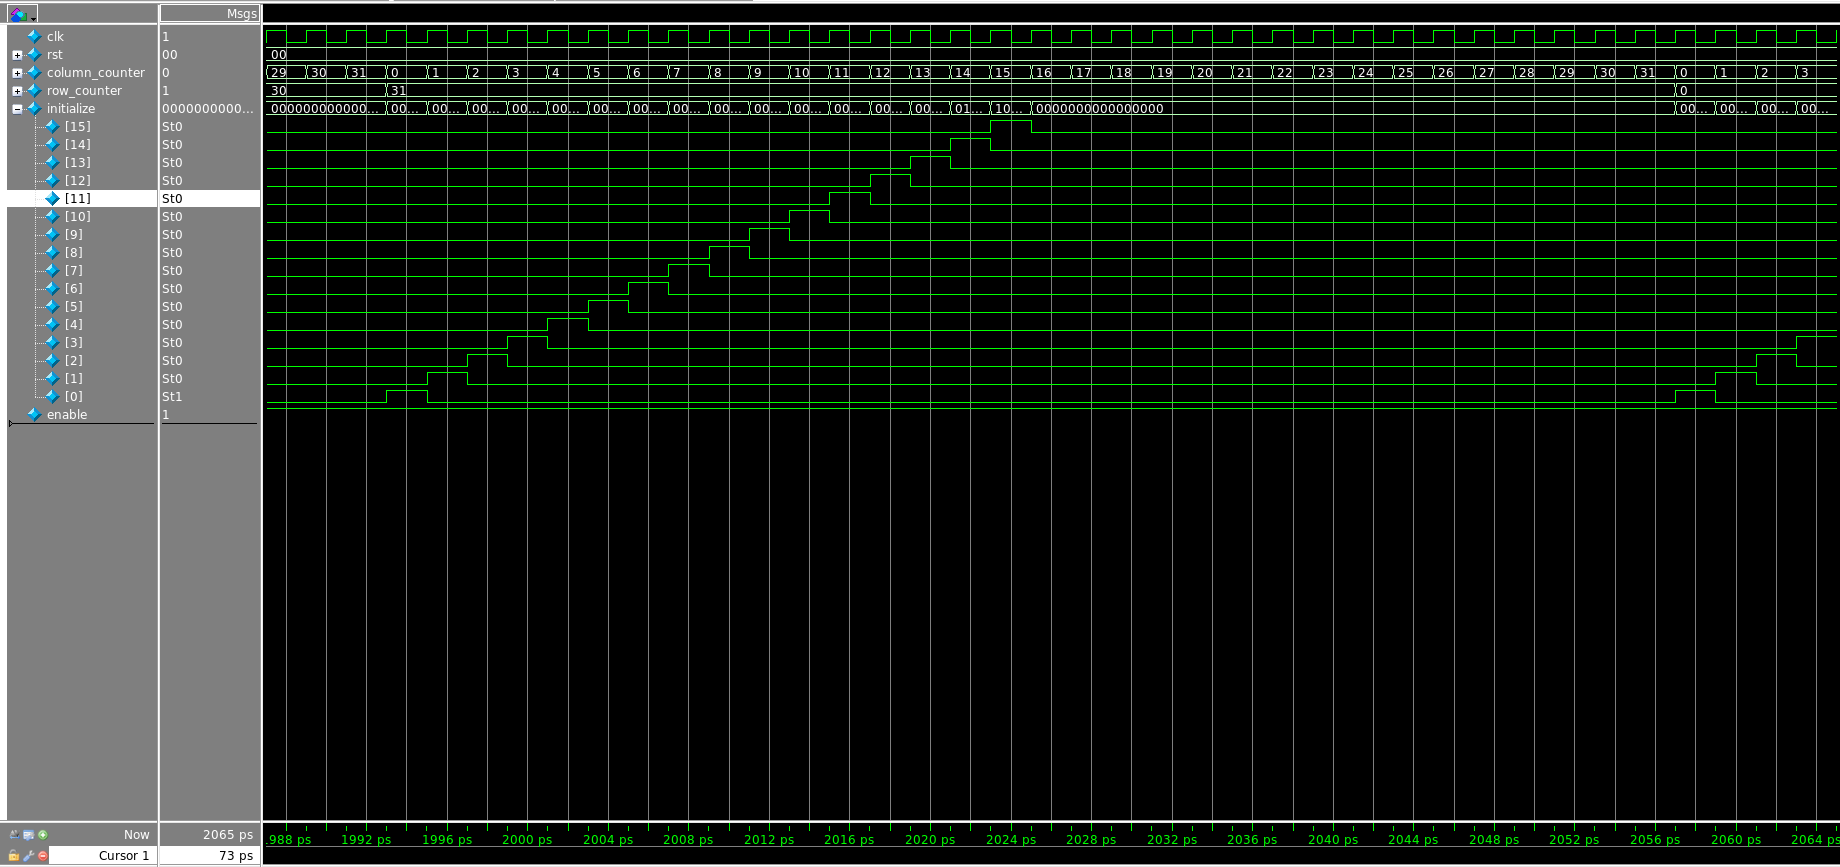 Msgs
clk 1
rst 00 00
column_counter 0 29 30 31 0 1 2 3 4 5 6 7 8 9 10 11 12 13 14 15 16 17 18 19 20 21 22 23 24 25 26 27 28 29 30 31 0 1 2 3
row_counter 1 30 31 0
initialize 0000000000... 000000000000... 00... 00... 00... 00... 00... 00... 00... 00... 00... 00... 00... 00... 00... 00... 01... 10... 0000000000000000 00... 00... 00... 00...
[15] St0
[14] St0
[13] St0
[12] St0
[11] St0
[10] St0
[9] St0
[8] St0
[7] St0
[6] St0
[5] St0
[4] St0
[3] St0
[2] St0
[1] St0
[0] St1
enable 1
Now 2065 ps .988 ps 1992 ps 1996 ps 2000 ps 2004 ps 2008 ps 2012 ps 2016 ps 2020 ps 2024 ps 2028 ps 2032 ps 2036 ps 2040 ps 2044 ps 2048 ps 2052 ps 2056 ps 2060 ps 2064 ps
Cursor 1 73 ps